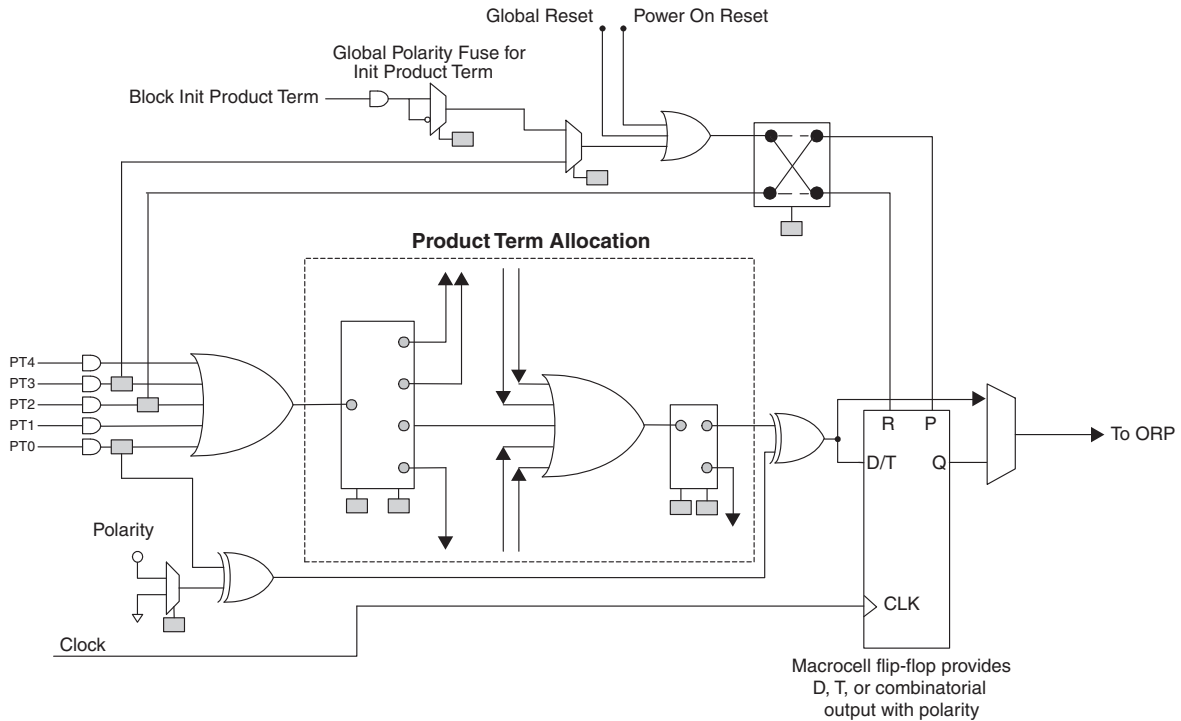 Global Reset
Power On Reset
Global Polarity Fuse for
Init Product Term
Block Init Product Term
Product Term Allocation
PT4
PT3
PT2
PT1
PT0
R
P
D/T
Q
To ORP
Polarity
CLK
Clock
Macrocell flip-flop provides
D, T, or combinatorial
output with polarity